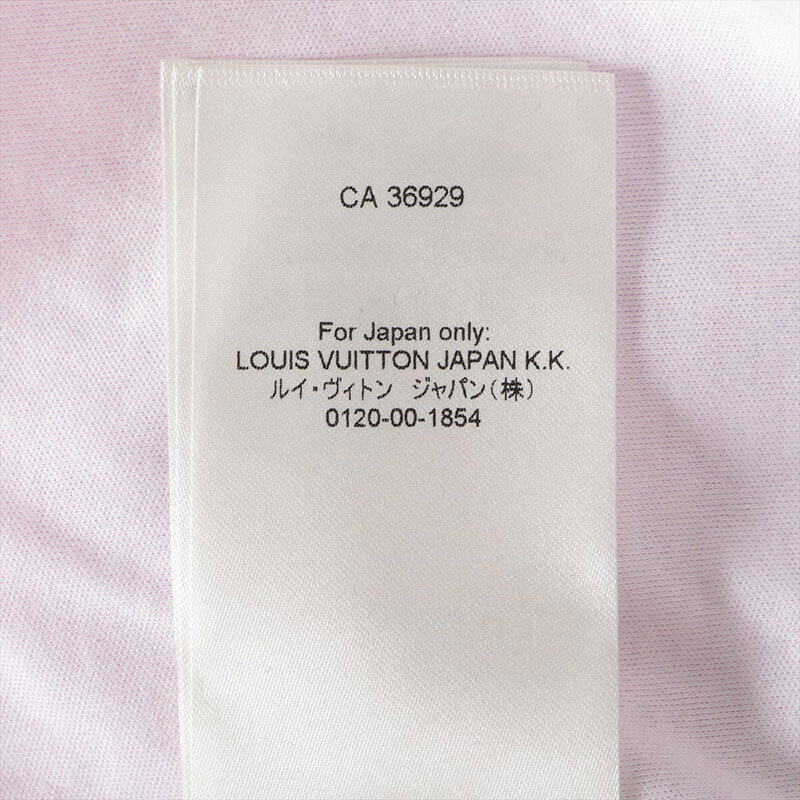 CA 36929
For Japan only:
LOUIS VUITTON JAPAN K.K.
ルイ・ヴィトン　ジャパン(株)
0120-00-1854